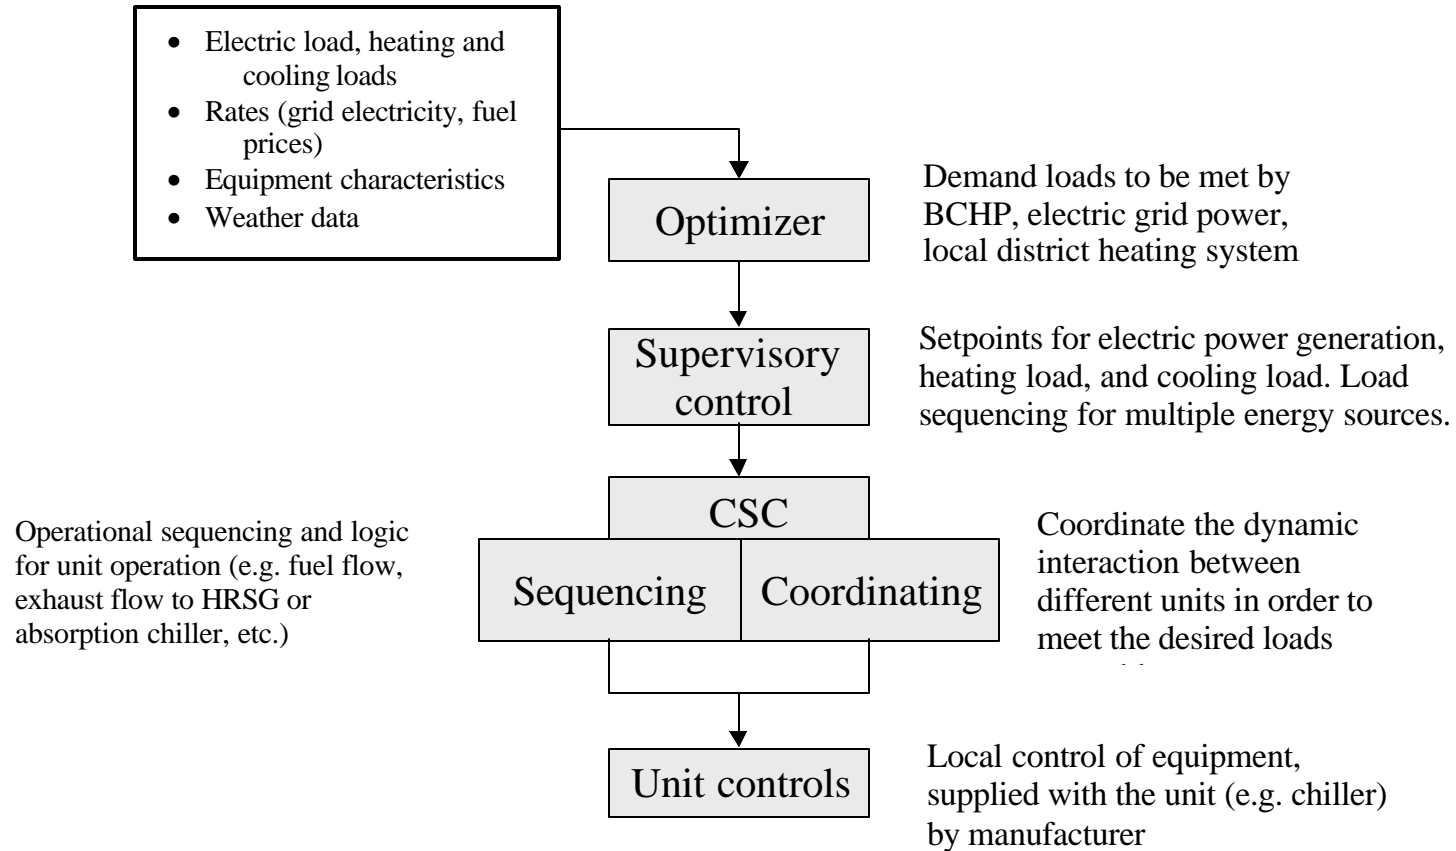 • Electric load, heating and
cooling loads
• Rates (grid electricity, fuel
prices)
• Equipment characteristics
• Weather data
Optimizer
Demand loads to be met by
BCHP, electric grid power,
local district heating system
Supervisory
control
Setpoints for electric power generation,
heating load, and cooling load. Load
sequencing for multiple energy sources.
CSC
Sequencing
Coordinating
Operational sequencing and logic
for unit operation (e.g. fuel flow,
exhaust flow to HRSG or
absorption chiller, etc.)
Coordinate the dynamic
interaction between
different units in order to
meet the desired loads
Unit controls
Local control of equipment,
supplied with the unit (e.g. chiller)
by manufacturer